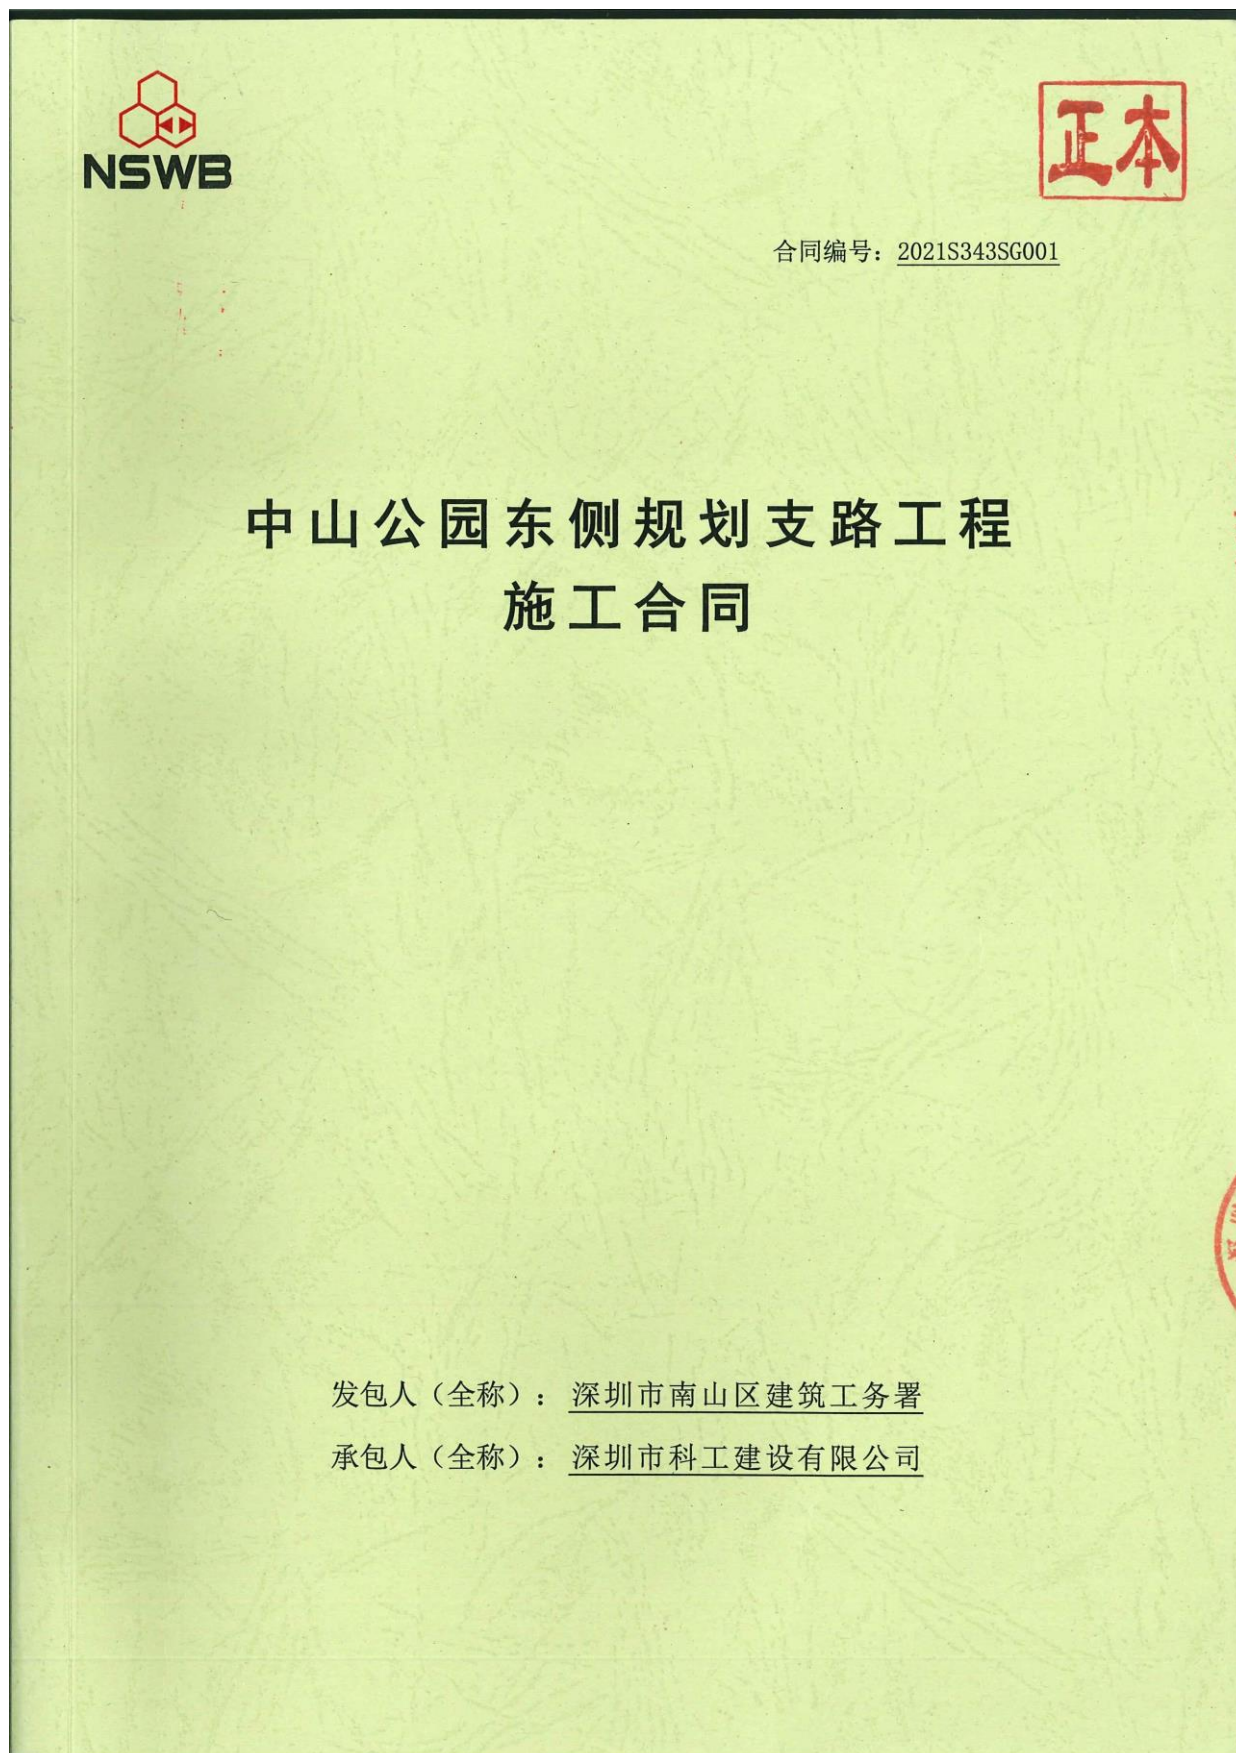 NSWB
正本
合同编号：2021S343SG001
中山公园东侧规划支路工程
施工合同
发包人（全称）：深圳市南山区建筑工务署
承包人（全称）：深圳市科工建设有限公司